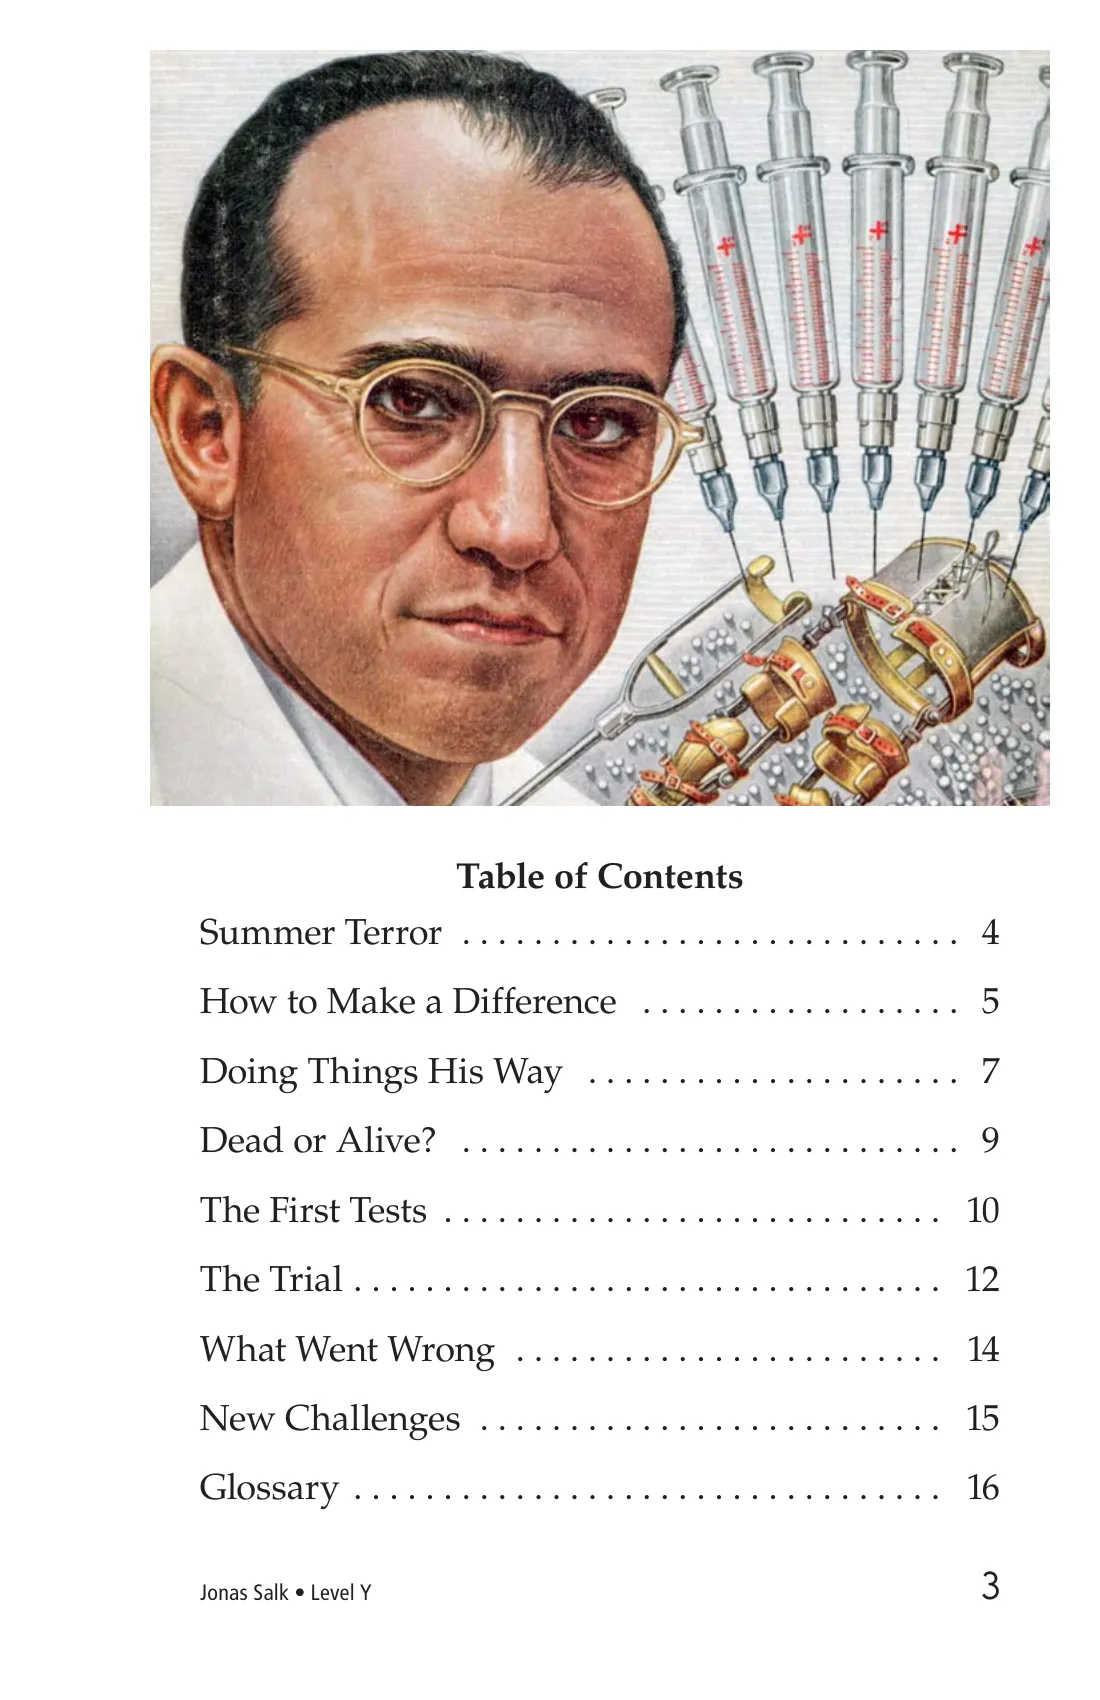 Table of Contents
Summer Terror . . . . . . . . . . . . . . . . . . . . . . . . . . . . 4
How to Make a Difference . . . . . . . . . . . . . . . . . . 5
Doing Things His Way . . . . . . . . . . . . . . . . . . . . . 7
Dead or Alive? . . . . . . . . . . . . . . . . . . . . . . . . . . . . 9
The First Tests . . . . . . . . . . . . . . . . . . . . . . . . . . . . 10
The Trial . . . . . . . . . . . . . . . . . . . . . . . . . . . . . . . . . 12
What Went Wrong . . . . . . . . . . . . . . . . . . . . . . . . 14
New Challenges . . . . . . . . . . . . . . . . . . . . . . . . . . 15
Glossary . . . . . . . . . . . . . . . . . . . . . . . . . . . . . . . . . 16
Jonas Salk • Level Y 3